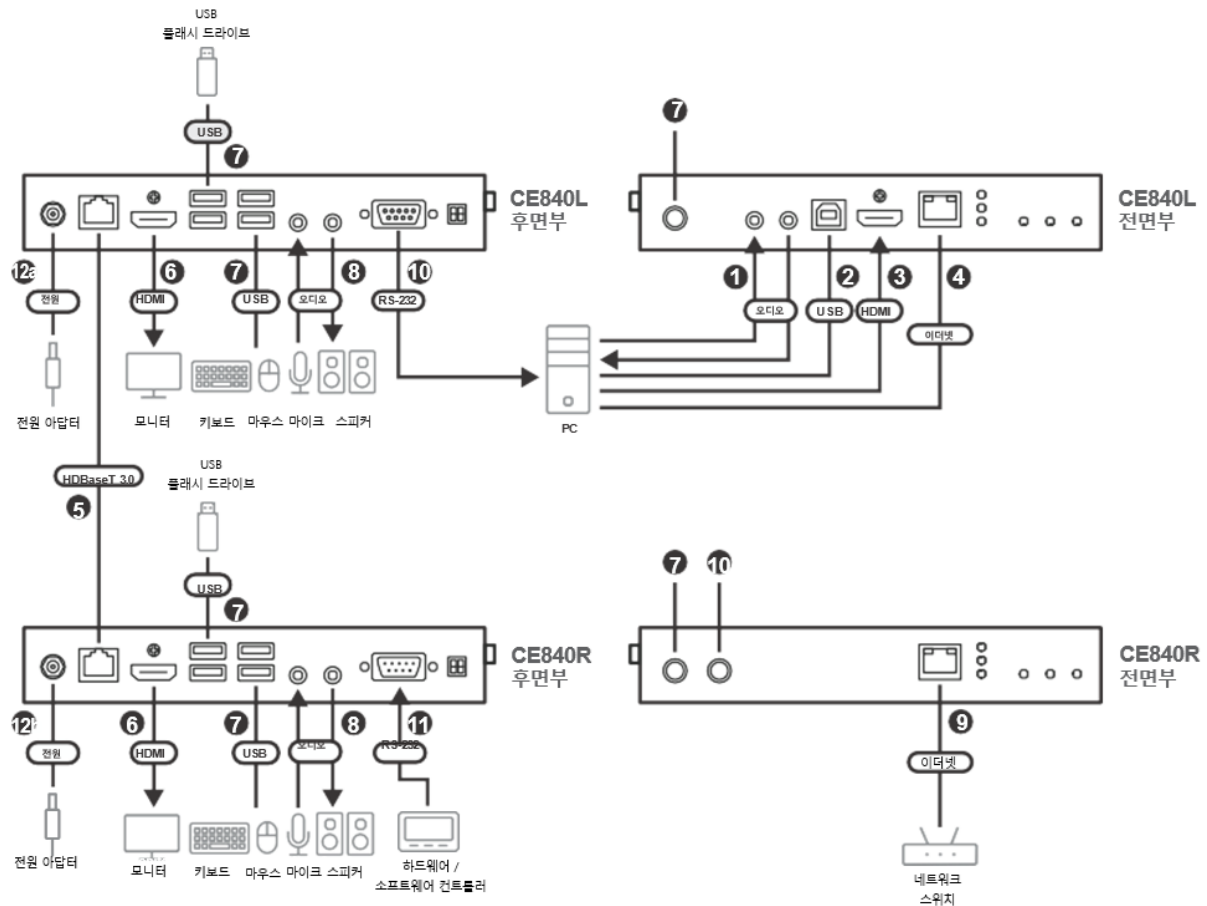 USB
플래시 드라이브
USB
7
7
CE840L
후면부
CE840L
전면부
12a
6
7
8
10
1
2
3
4
전원
HDMI
USB
오디오
RS-232
오디오
USB
HDMI
이더넷
전원 아답터
모니터
키보드
마우스
마이크
스피커
PC
HDBaseT 3.0
5
USB
플래시 드라이브
USB
7
7
10
CE840R
후면부
CE840R
전면부
12b
6
7
8
11
9
전원
HDMI
USB
오디오
RS-232
이더넷
전원 아답터
모니터
키보드
마우스
마이크
스피커
하드웨어 /
소프트웨어 컨트롤러
네트워크
스위치